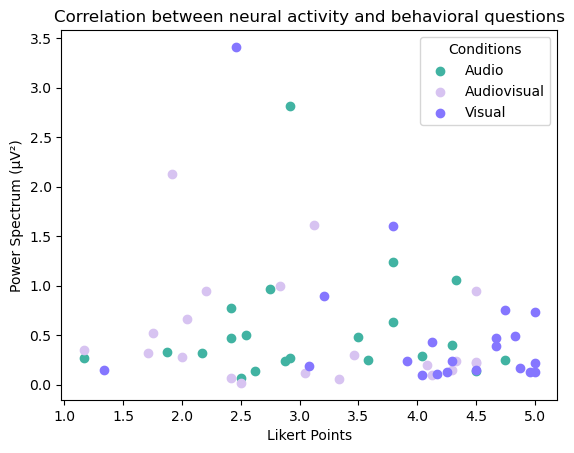 Correlation between neural activity and behavioral questions
3.5
3.0
2.5
2.0
1.5
1.0
0.5
0.0
Power Spectrum (μV²)
Conditions
Audio
Audiovisual
Visual
1.0 1.5 2.0 2.5 3.0 3.5 4.0 4.5 5.0
Likert Points